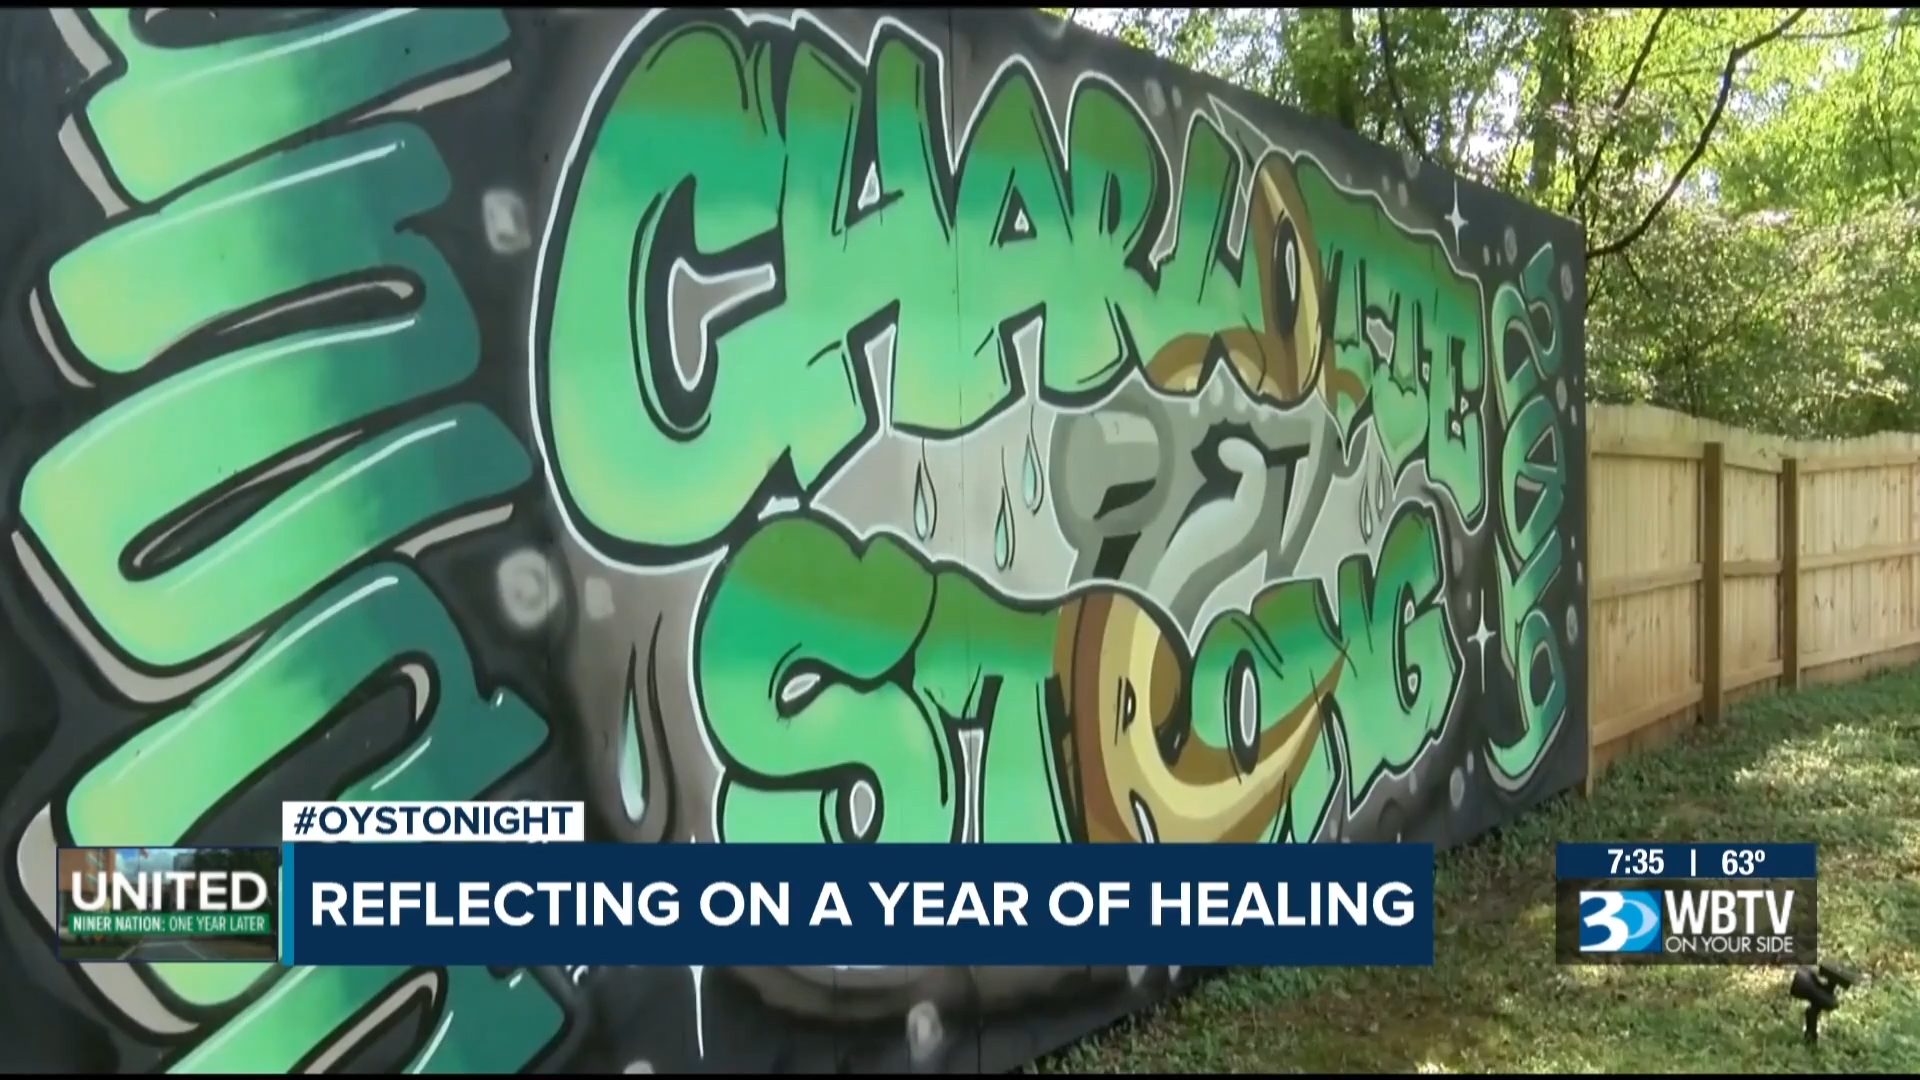 CHARLOTTE
STRONG
#OYSTONIGHT
UNITED
NINER NATION: ONE YEAR LATER
REFLECTING ON A YEAR OF HEALING
7:35 | 63º
3 WBTV
ON YOUR SIDE